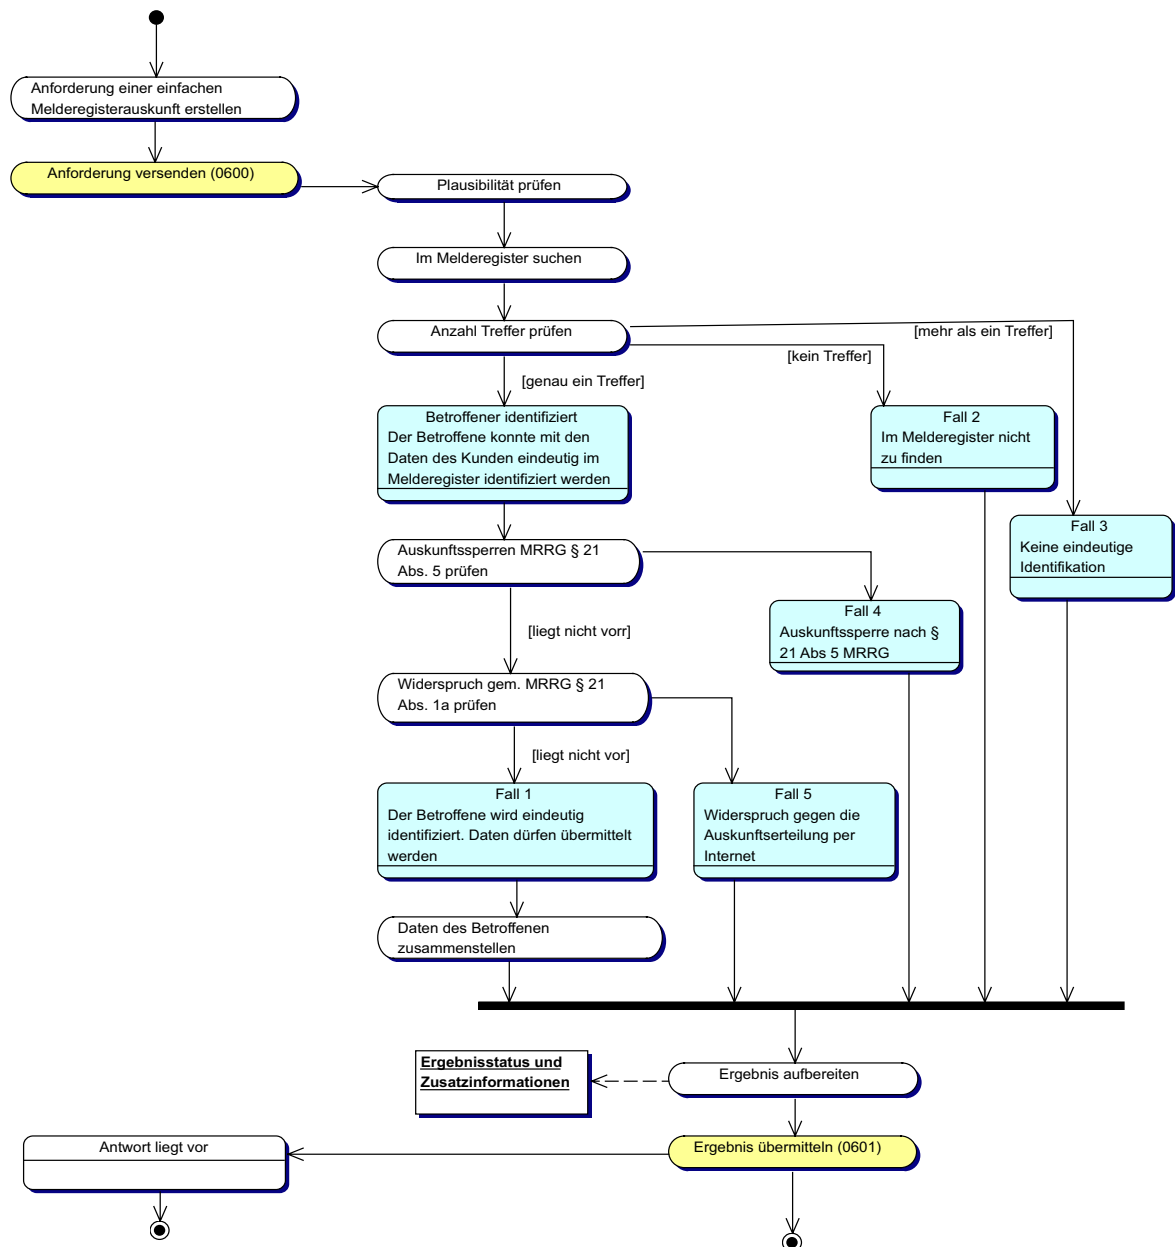 Anforderung einer einfachen
Melderegisterauskunft erstellen
Anforderung versenden (0600)
Plausibilität prüfen
Im Melderegister suchen
Anzahl Treffer prüfen
[mehr als ein Treffer]
[kein Treffer]
[genau ein Treffer]
Betroffener identifiziert
Der Betroffene konnte mit den
Daten des Kunden eindeutig im
Melderegister identifiziert werden
Fall 2
Im Melderegister nicht
zu finden
Fall 3
Keine eindeutige
Identifikation
Auskunftssperren MRRG § 21
Abs. 5 prüfen
Fall 4
Auskunftssperre nach §
21 Abs 5 MRRG
[liegt nicht vorr]
Widerspruch gem. MRRG § 21
Abs. 1a prüfen
[liegt nicht vor]
Fall 1
Der Betroffene wird eindeutig
identifiziert. Daten dürfen übermittelt
werden
Fall 5
Widerspruch gegen die
Auskunftserteilung per
Internet
Daten des Betroffenen
zusammenstellen
Ergebnisstatus und
Zusatzinformationen
Ergebnis aufbereiten
Antwort liegt vor
Ergebnis übermitteln (0601)